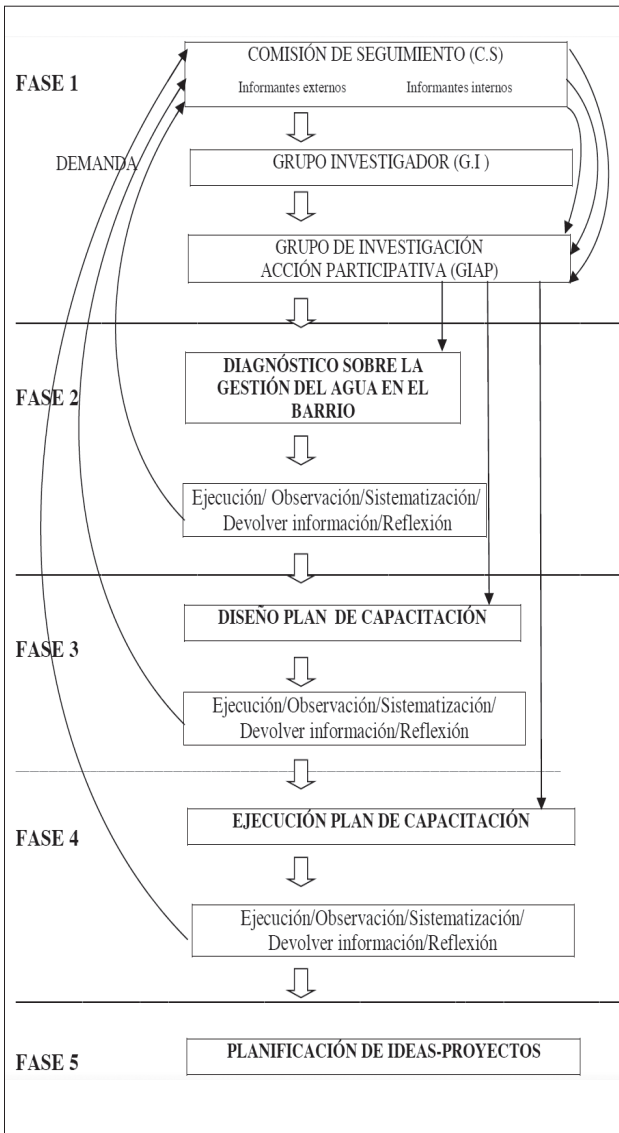 COMISIÓN DE SEGUIMIENTO (C.S)
FASE 1
Informantes externos Informantes internos
DEMANDA
GRUPO INVESTIGADOR (G.I )
GRUPO DE INVESTIGACIÓN
ACCIÓN PARTICIPATIVA (GIAP)
DIAGNÓSTICO SOBRE LA
GESTIÓN DEL AGUA EN EL
BARRIO
FASE 2
Ejecución/ Observación/Sistematización/
Devolver información/Reflexión
DISEÑO PLAN DE CAPACITACIÓN
FASE 3
Ejecución/Observación/Sistematización/
Devolver información/Reflexión
EJECUCIÓN PLAN DE CAPACITACIÓN
FASE 4
Ejecución/Observación/Sistematización/
Devolver información/Reflexión
PLANIFICACIÓN DE IDEAS-PROYECTOS
FASE 5